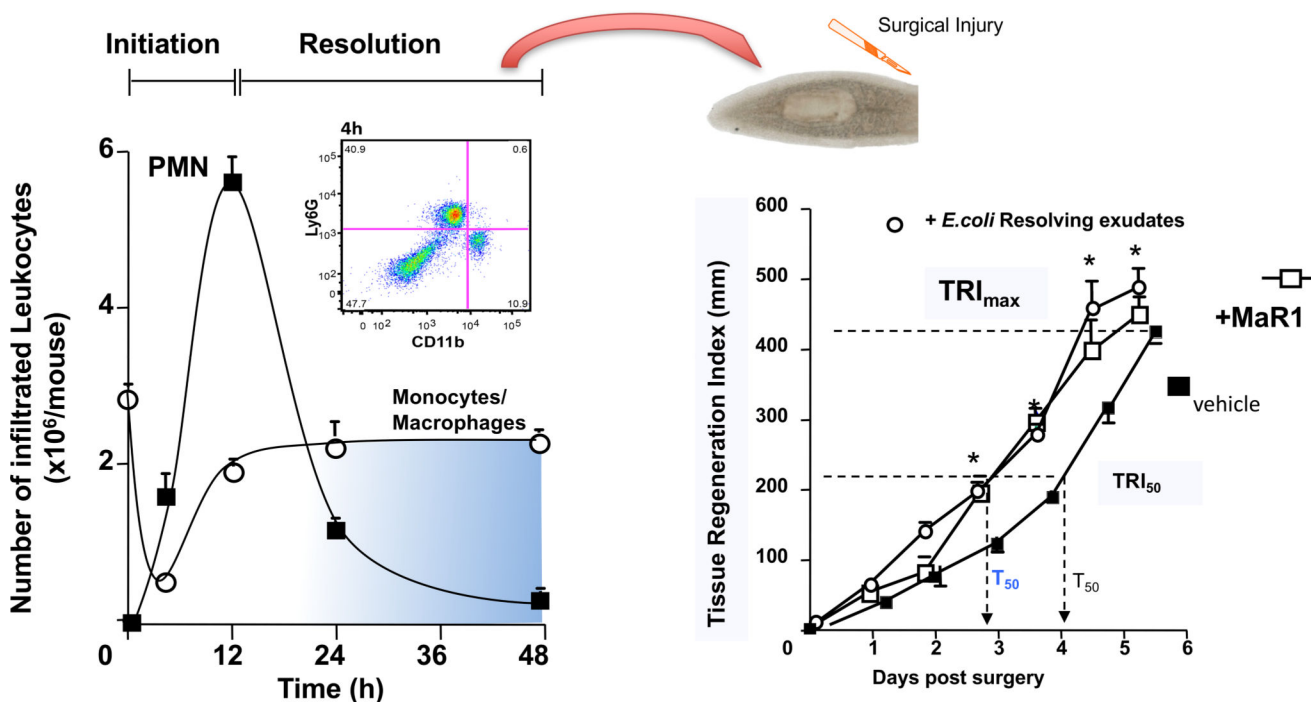 Initiation
Resolution
Surgical Injury
4h
40.9
0.6
10⁵
10⁴
10³
10²
0
Ly6G
47.7
10.9
0
10²
10³
10⁴
10⁵
CD11b
PMN
Monocytes/
Macrophages
Number of infiltrated Leukocytes
(x10⁶/mouse)
6
4
2
0
12
24
36
48
Time (h)
Tissue Regeneration Index (mm)
600
500
400
300
200
100
0
1
2
3
4
5
6
Days post surgery
+ E.coli Resolving exudates
*
*
*
*
TRImax
TRI50
T50
T50
+MaR1
vehicle